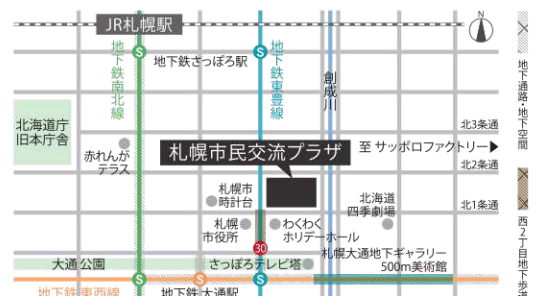 JR札幌駅
N
地下鉄さっぽろ駅
地下鉄南北線
地下鉄東豊線
創成川
地下通路・地下空間
北海道庁
旧本庁舎
赤れんが
テラス
北3条通
札幌市民交流プラザ
至 サッポロファクトリー▶
北2条通
札幌市
時計台
北海道
四季劇場
北1条通
札幌
市役所
わくわく
ホリデーホール
30
西2丁目地下歩道
大通公園
さっぽろテレビ塔
札幌大通地下ギャラリー
500m美術館
S
S
S
S
S
地下鉄東西線
地下鉄大通駅